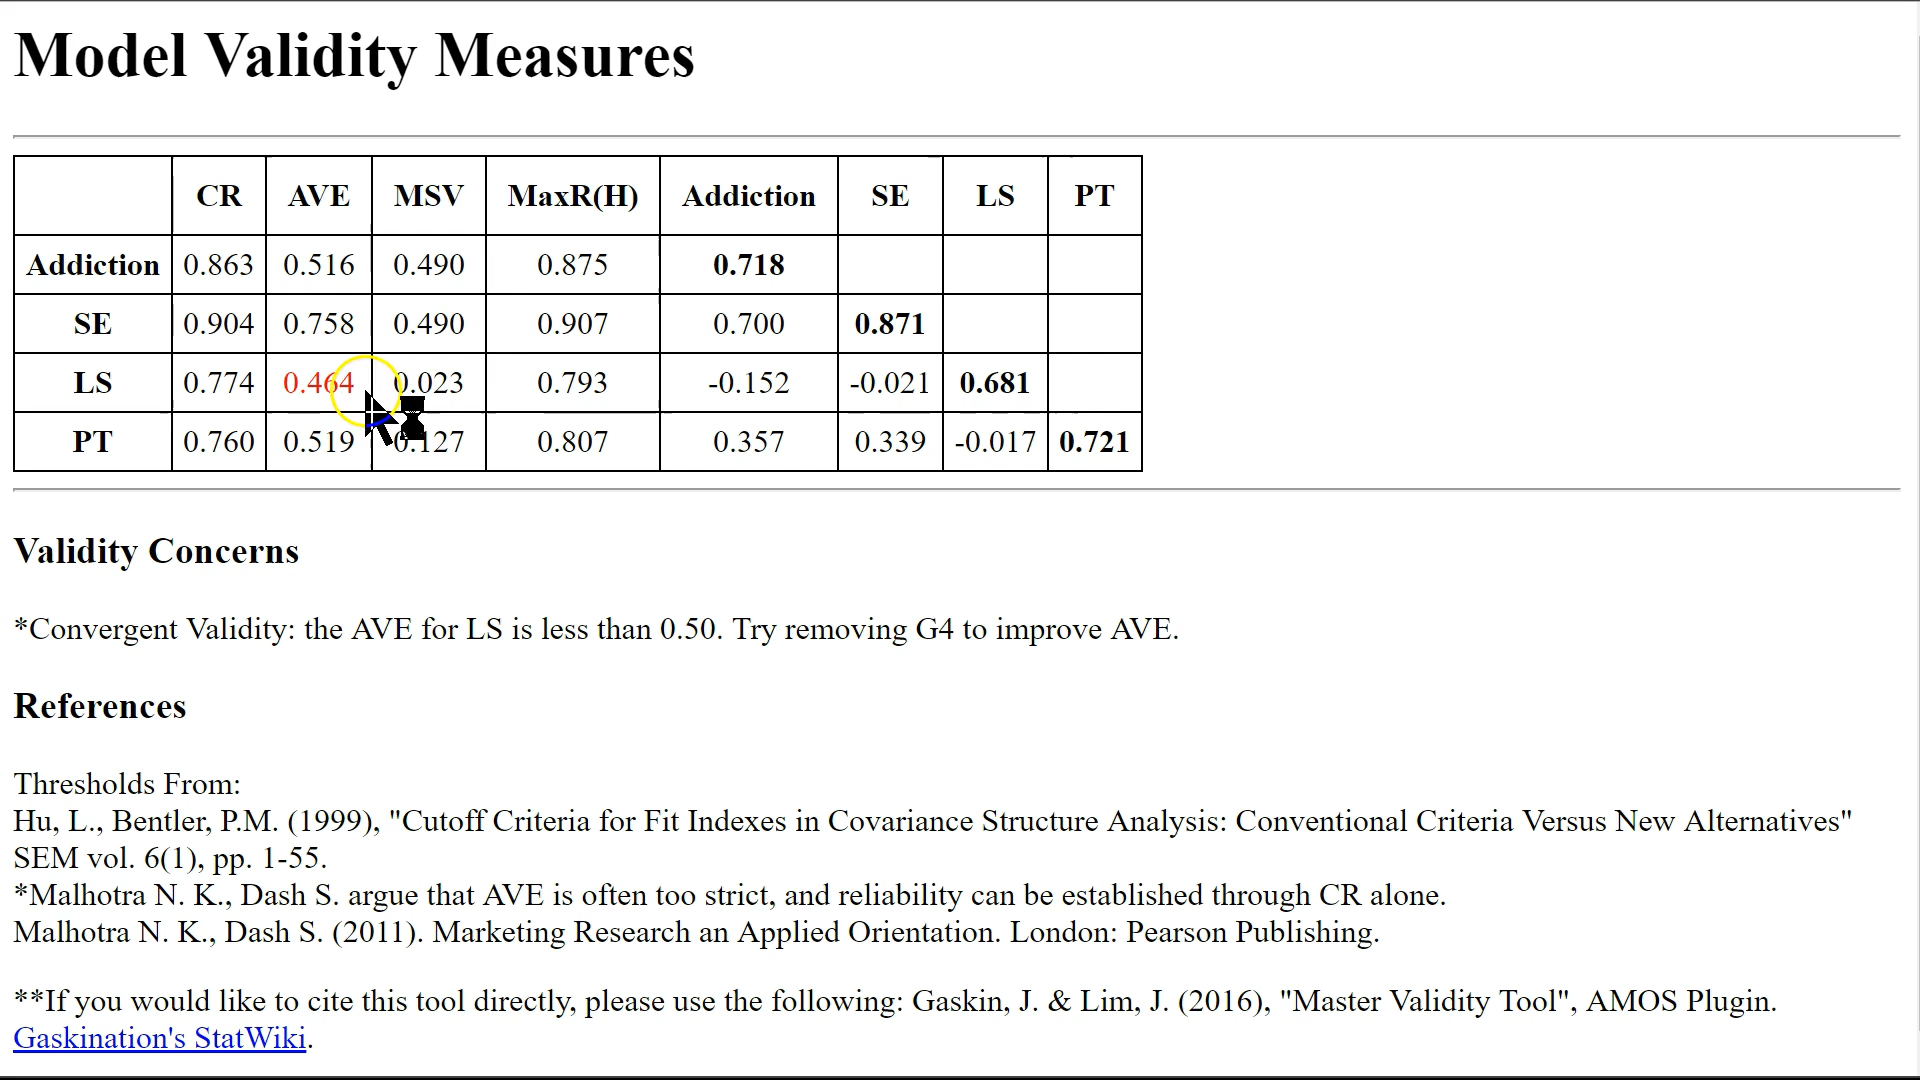 Model Validity Measures
CR AVE MSV MaxR(H) Addiction SE LS PT
Addiction 0.863 0.516 0.490 0.875 0.718
SE 0.904 0.758 0.490 0.907 0.700 0.871
LS 0.774 0.464 0.023 0.793 -0.152 -0.021 0.681
PT 0.760 0.519 0.127 0.807 0.357 0.339 -0.017 0.721
Validity Concerns
*Convergent Validity: the AVE for LS is less than 0.50. Try removing G4 to improve AVE.
References
Thresholds From:
Hu, L., Bentler, P.M. (1999), "Cutoff Criteria for Fit Indexes in Covariance Structure Analysis: Conventional Criteria Versus New Alternatives"
SEM vol. 6(1), pp. 1-55.
*Malhotra N. K., Dash S. argue that AVE is often too strict, and reliability can be established through CR alone.
Malhotra N. K., Dash S. (2011). Marketing Research an Applied Orientation. London: Pearson Publishing.
**If you would like to cite this tool directly, please use the following: Gaskin, J. & Lim, J. (2016), "Master Validity Tool", AMOS Plugin.
Gaskination's StatWiki.